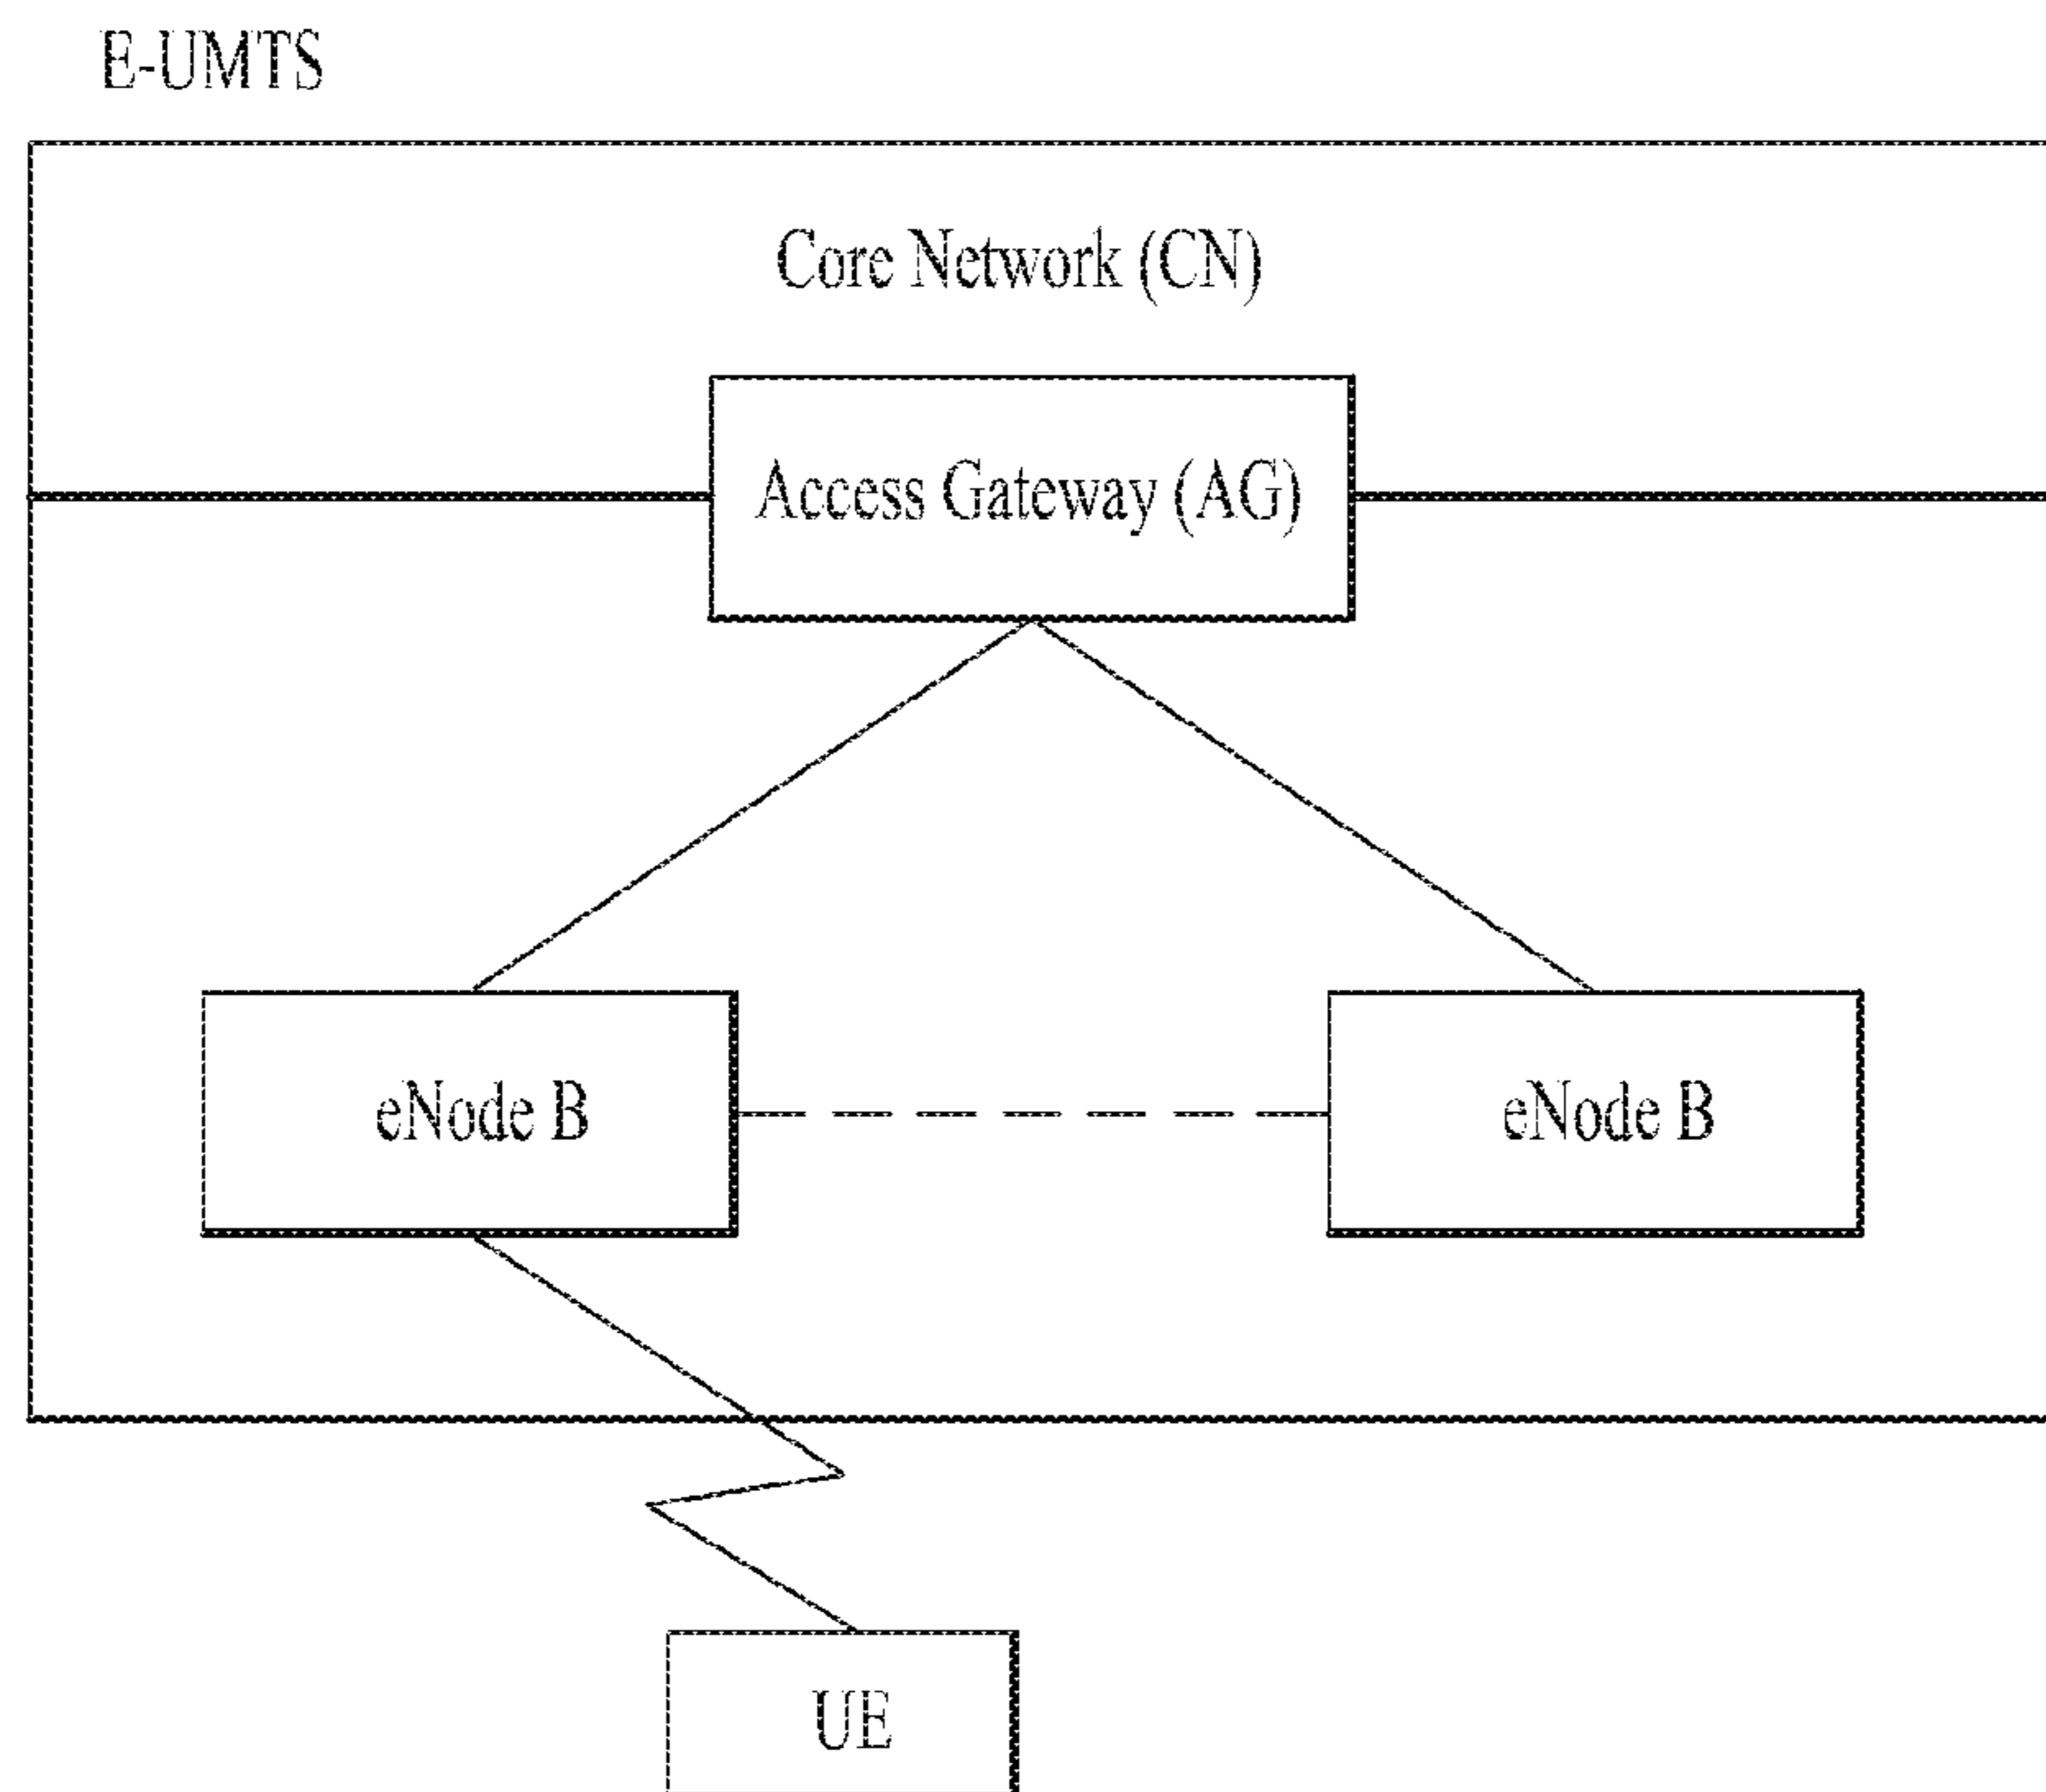 E-UMTS
Core Network (CN)
Access Gateway (AG)
eNode B
eNode B
UE